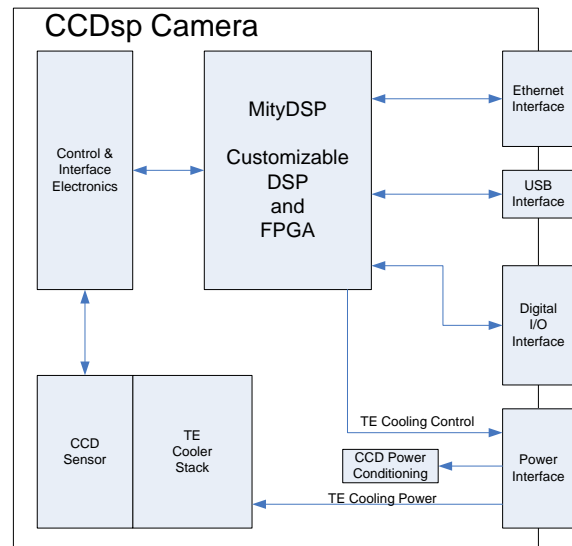 CCDsp Camera
Control &
Interface
Electronics
MityDSP
Customizable
DSP
and
FPGA
Ethernet
Interface
USB
Interface
Digital
I/O
Interface
CCD
Sensor
TE
Cooler
Stack
TE Cooling Control
CCD Power
Conditioning
TE Cooling Power
Power
Interface